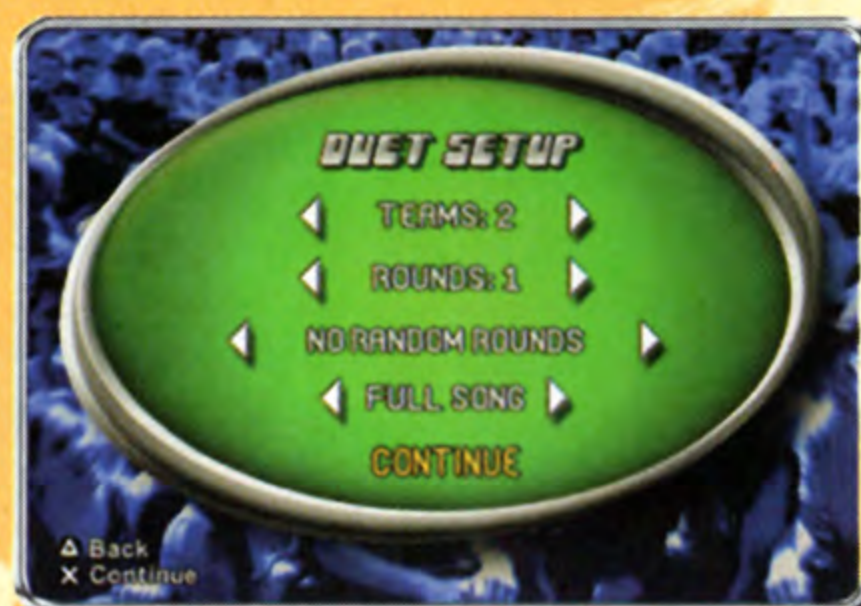 DUET SETUP
TEAMS: 2
ROUNDS: 1
NO RANDOM ROUNDS
FULL SONG
CONTINUE
△ Back
X Continue